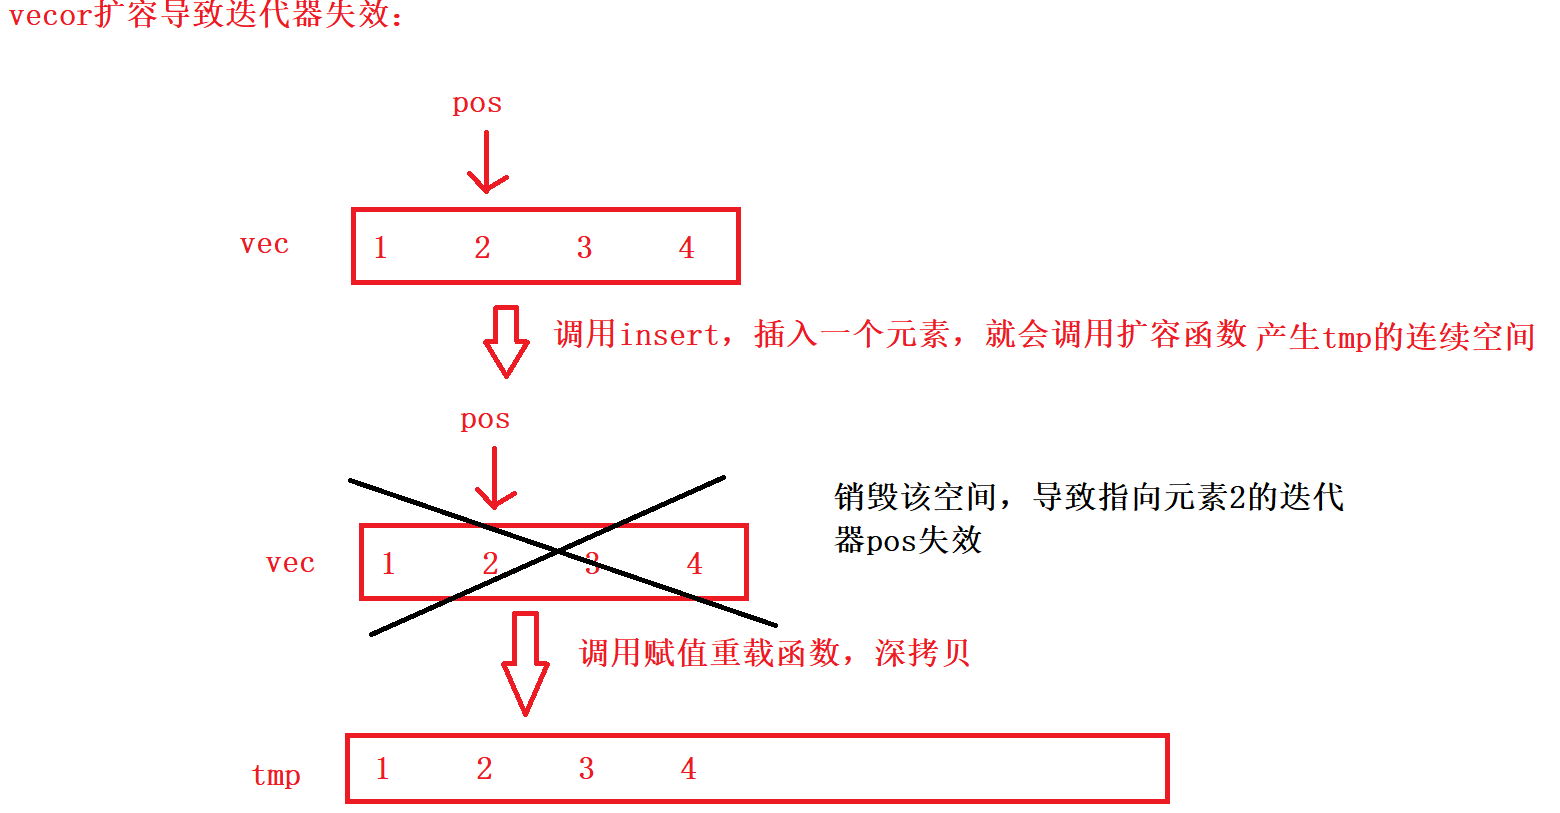 vecor扩容导致迭代器失效：
pos
vec 1 2 3 4
调用insert，插入一个元素，就会调用扩容函数 产生tmp的连续空间
pos
销毁该空间，导致指向元素2的迭代
器pos失效
vec 1 2 3 4
调用赋值重载函数，深拷贝
tmp 1 2 3 4